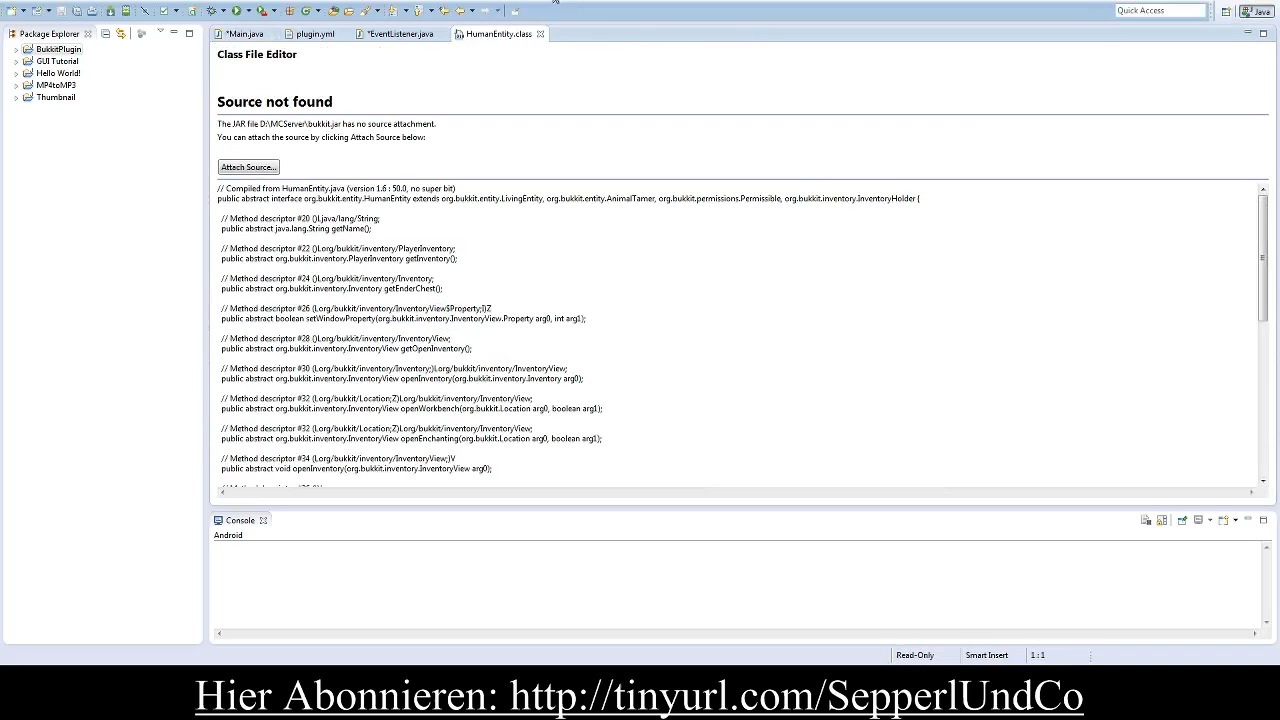 Quick Access
Java
Package Explorer
*Main.java
plugin.yml
*EventListener.java
HumanEntity.class
BukkitPlugin
GUI Tutorial
Hello World!
MP4toMP3
Thumbnail
Class File Editor
Source not found
The JAR file D:\MCServer\bukkit.jar has no source attachment.
You can attach the source by clicking Attach Source below:
Attach Source...
// Compiled from HumanEntity.java (version 1.6 : 50.0, no super bit)
public abstract interface org.bukkit.entity.HumanEntity extends org.bukkit.entity.LivingEntity, org.bukkit.entity.AnimalTamer, org.bukkit.permissions.Permissible, org.bukkit.inventory.InventoryHolder {
// Method descriptor #20 ()Ljava/lang/String;
public abstract java.lang.String getName();
// Method descriptor #22 ()Lorg/bukkit/inventory/PlayerInventory;
public abstract org.bukkit.inventory.PlayerInventory getInventory();
// Method descriptor #24 ()Lorg/bukkit/inventory/Inventory;
public abstract org.bukkit.inventory.Inventory getEnderChest();
// Method descriptor #26 (Lorg/bukkit/inventory/InventoryView$Property;I)Z
public abstract boolean setWindowProperty(org.bukkit.inventory.InventoryView.Property arg0, int arg1);
// Method descriptor #28 ()Lorg/bukkit/inventory/InventoryView;
public abstract org.bukkit.inventory.InventoryView getOpenInventory();
// Method descriptor #30 (Lorg/bukkit/inventory/Inventory;)Lorg/bukkit/inventory/InventoryView;
public abstract org.bukkit.inventory.InventoryView openInventory(org.bukkit.inventory.Inventory arg0);
// Method descriptor #32 (Lorg/bukkit/Location;Z)Lorg/bukkit/inventory/InventoryView;
public abstract org.bukkit.inventory.InventoryView openWorkbench(org.bukkit.Location arg0, boolean arg1);
// Method descriptor #32 (Lorg/bukkit/Location;Z)Lorg/bukkit/inventory/InventoryView;
public abstract org.bukkit.inventory.InventoryView openEnchanting(org.bukkit.Location arg0, boolean arg1);
// Method descriptor #34 (Lorg/bukkit/inventory/InventoryView;)V
public abstract void openInventory(org.bukkit.inventory.InventoryView arg0);
Console
Android
Read-Only
Smart Insert
1 : 1
Hier Abonnieren: http://tinyurl.com/SepperlUndCo